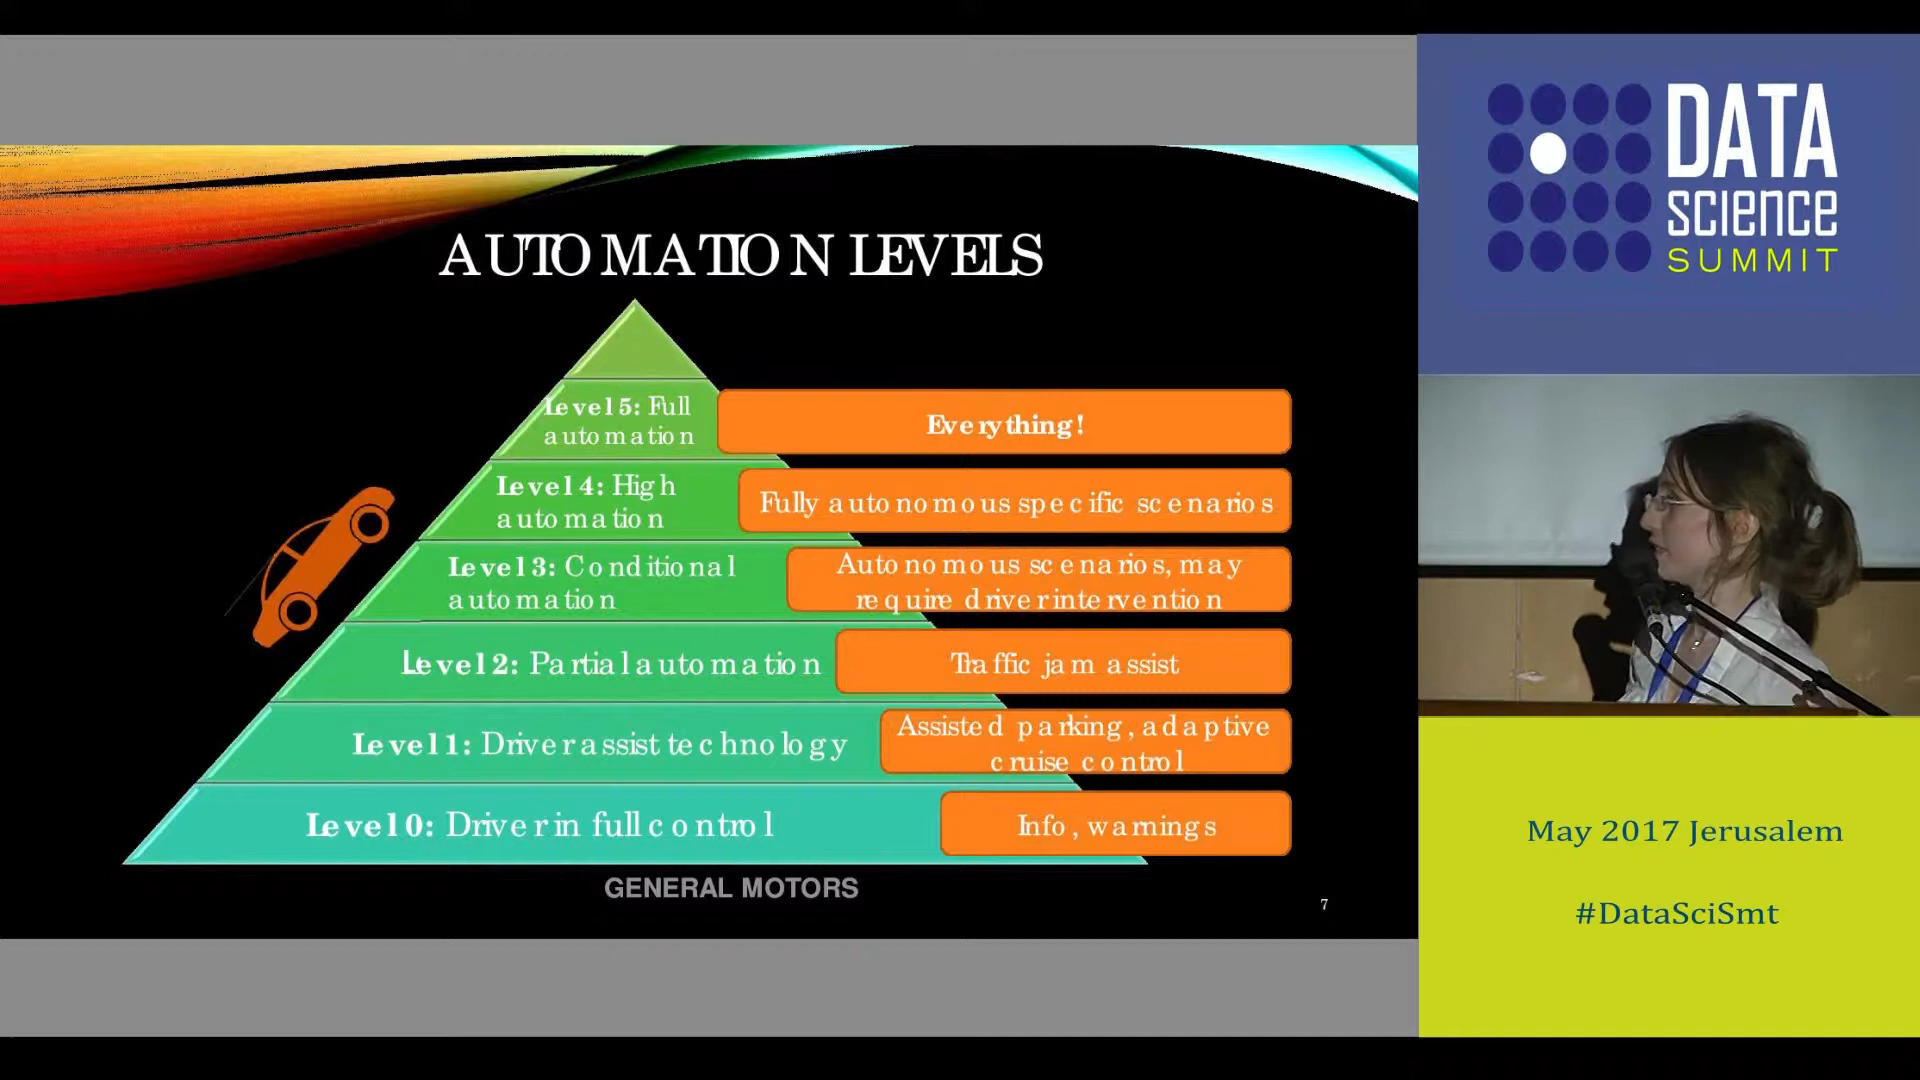 AUTOMATION LEVELS
Level 5: Full
automation
Everything!
Level 4: High
automation
Fully autonomous specific scenarios
Level 3: Conditional
automation
Autonomous scenarios, may
require driver intervention
Level 2: Partial automation
Traffic jam assist
Level 1: Driver assist technology
Assisted parking, adaptive
cruise control
Level 0: Driver in full control
Info, warnings
GENERAL MOTORS
7
DATA
SCIENCE
SUMMIT
May 2017 Jerusalem
#DataSciSmt